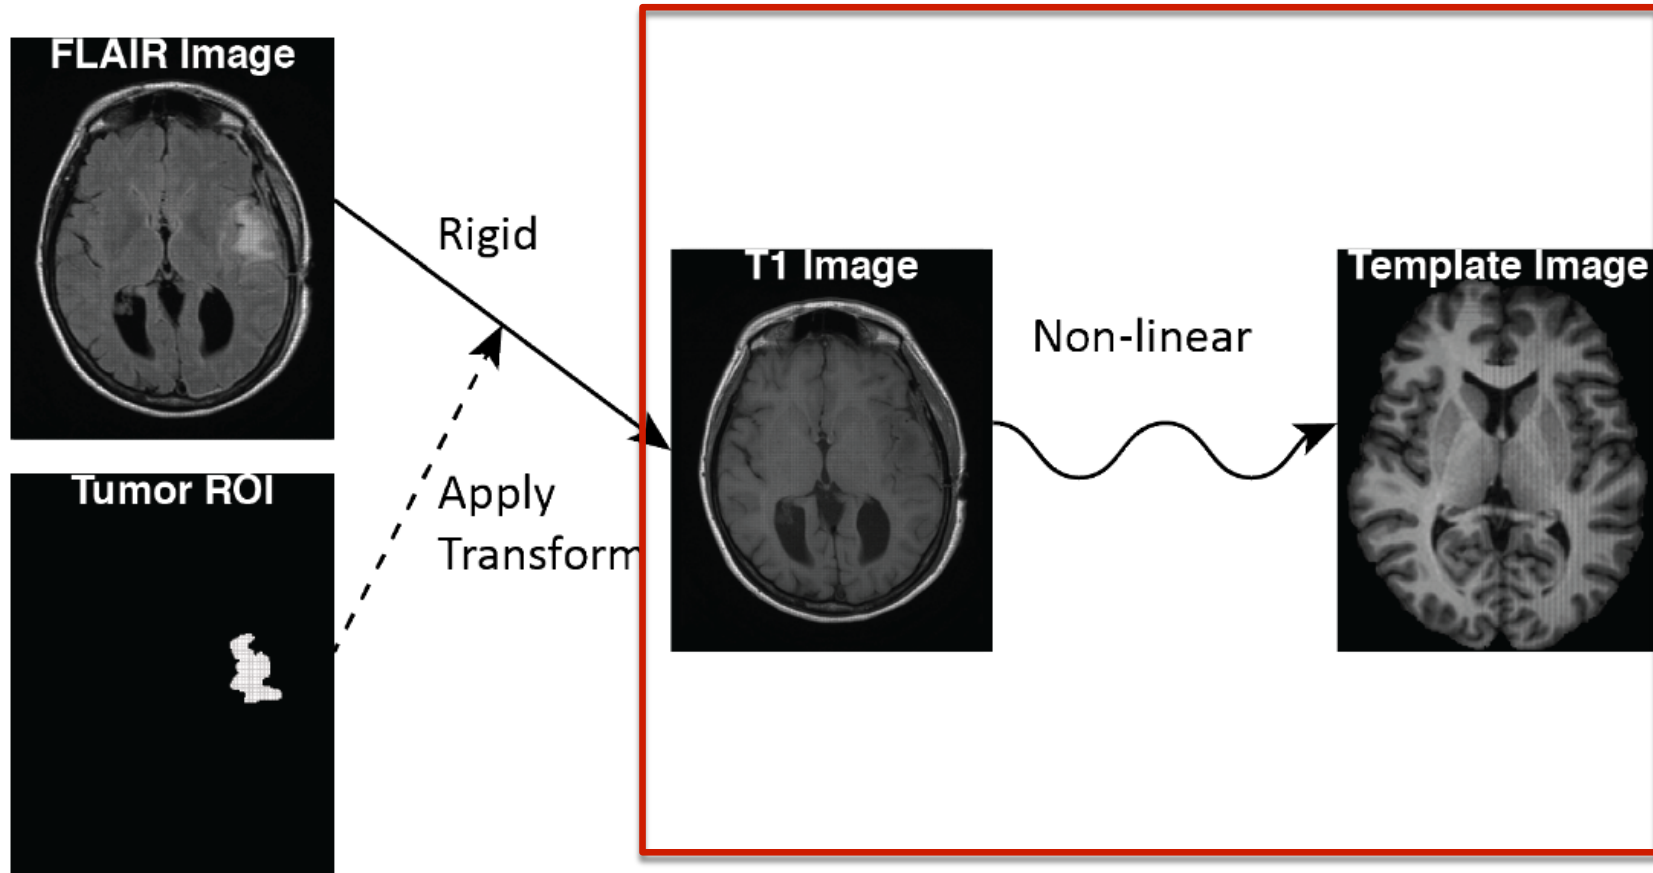 FLAIR Image
Rigid
T1 Image
Template Image
Non-linear
Tumor ROI
Apply
Transform